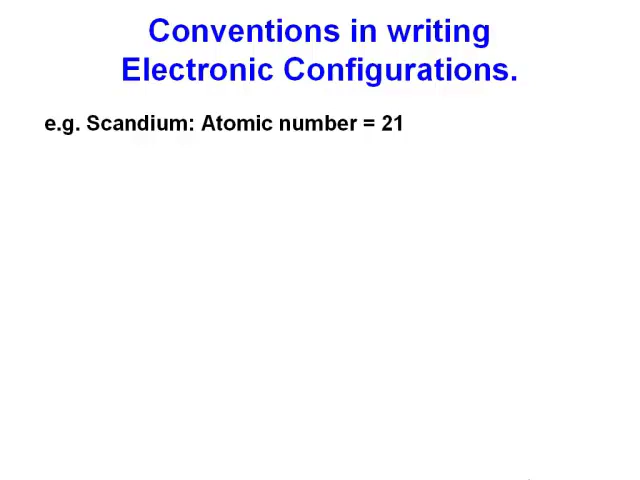 Conventions in writing
Electronic Configurations.
e.g. Scandium: Atomic number = 21